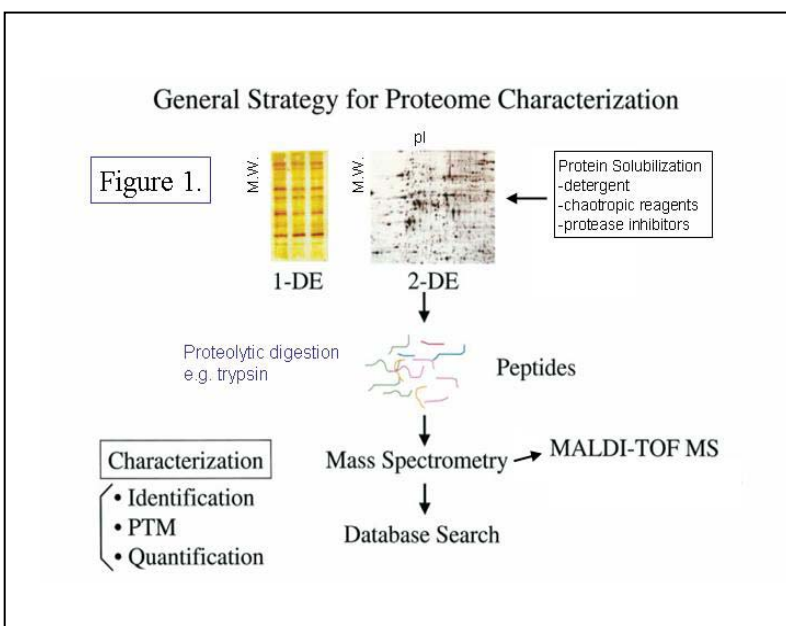 General Strategy for Proteome Characterization
Figure 1.
M.W.
M.W.
pI
Protein Solubilization
-detergent
-chaotropic reagents
-protease inhibitors
1-DE
2-DE
Proteolytic digestion
e.g. trypsin
Peptides
Mass Spectrometry
MALDI-TOF MS
Database Search
Characterization
• Identification
• PTM
• Quantification